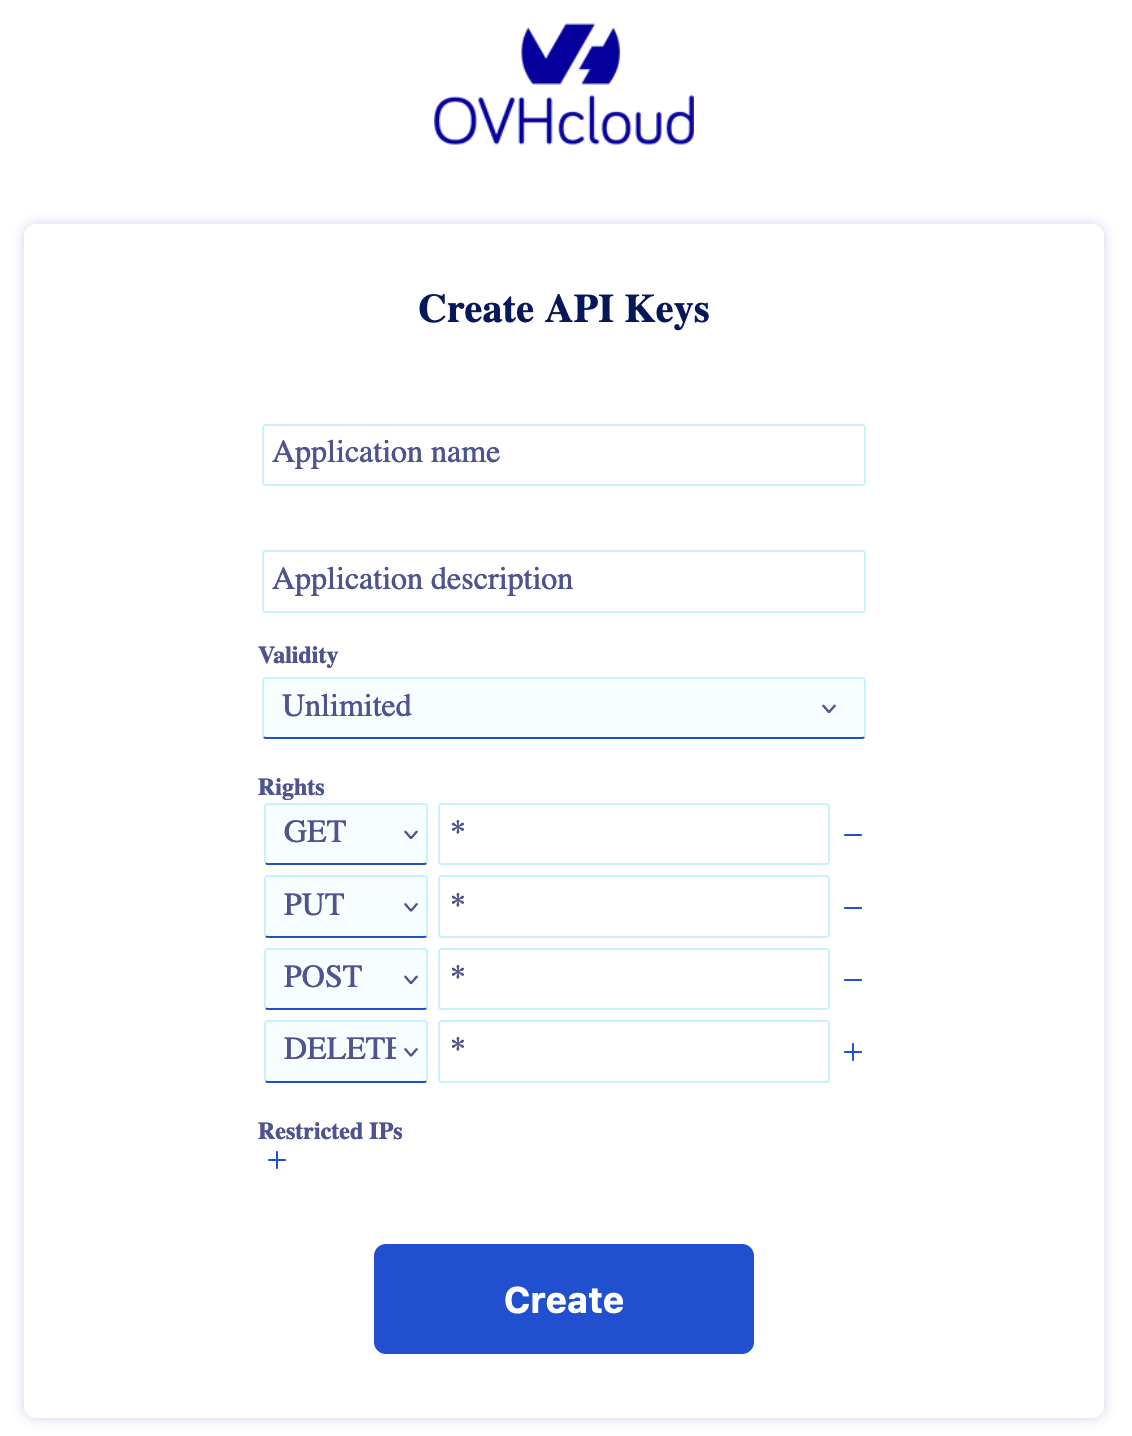 OVHcloud
Create API Keys
Application name
Application description
Validity
Unlimited
Rights
GET *
PUT *
POST *
DELETE *
Restricted IPs
Create